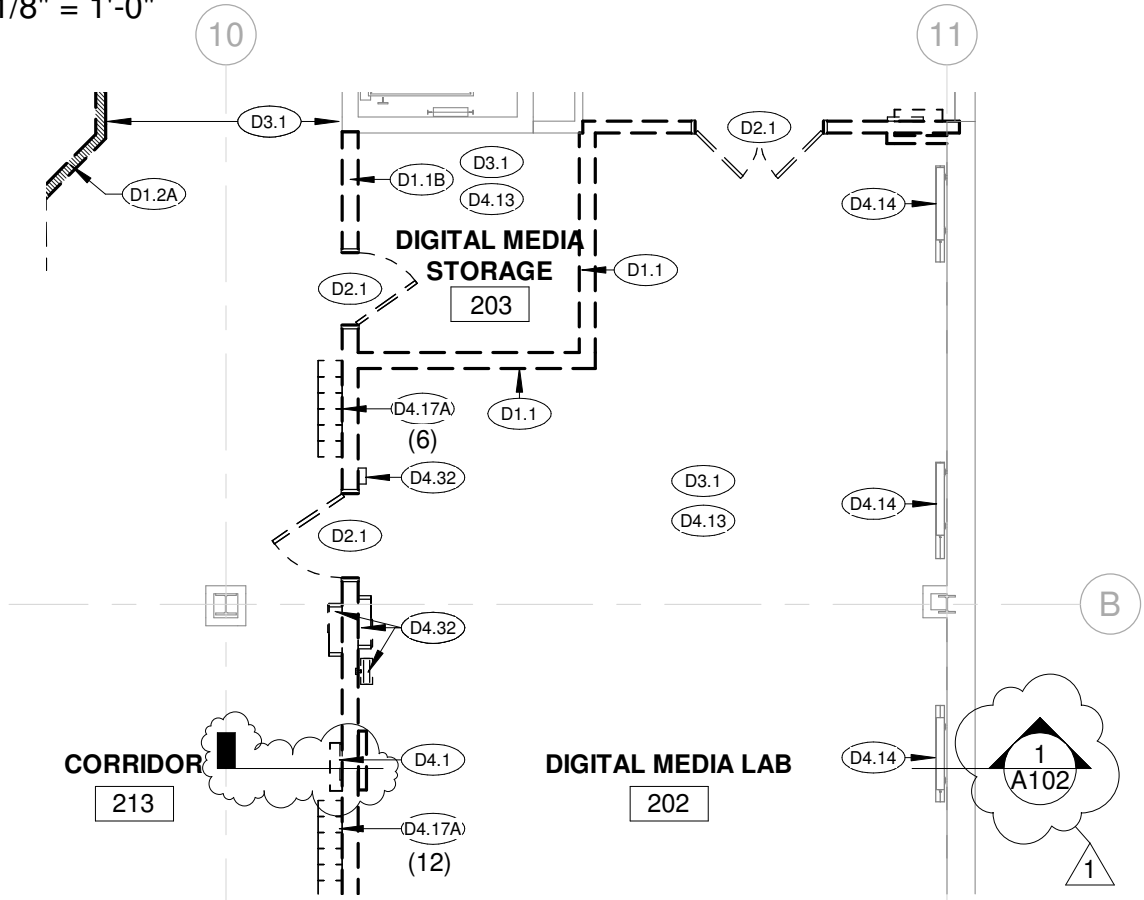 1/8" = 1'-0"
10
11
D3.1
D2.1
D3.1
D1.1B
D1.2A
D4.13
D4.14
DIGITAL MEDIA
STORAGE
203
D2.1
D1.1
D4.17A
(6)
D1.1
D4.32
D3.1
D4.13
D4.14
D2.1
B
D4.32
CORRIDOR
213
D4.1
DIGITAL MEDIA LAB
202
D4.14
1
A102
D4.17A
(12)
1